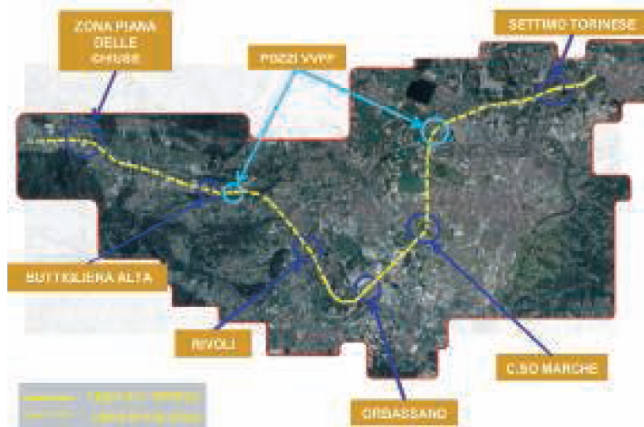 ZONA PIANA
DELLE
CHIUSE
SETTIMO TORINESE
POZZI VVFF
BUTTIGLIERA ALTA
RIVOLI
C.SO MARCHE
ORBASSANO